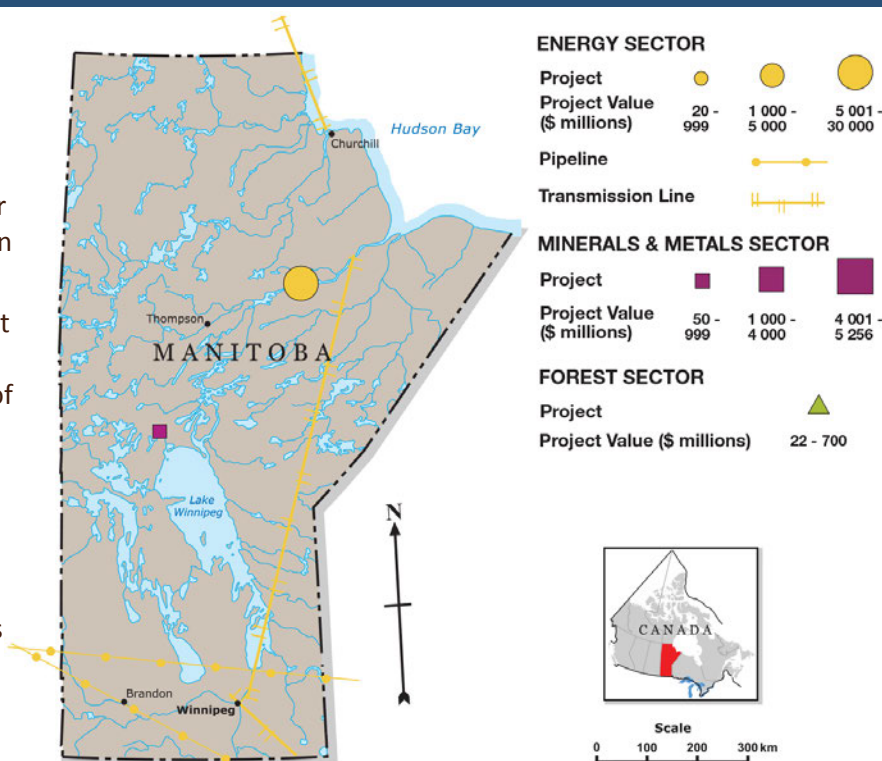 r
n
t
of
s
Hudson Bay
Churchill
Thompson
MANITOBA
Lake
Winnipeg
N
Brandon
Winnipeg
ENERGY SECTOR
Project
Project Value
($ millions)
20 -
999
1 000 -
5 000
5 001 -
30 000
Pipeline
Transmission Line
MINERALS & METALS SECTOR
Project
Project Value
($ millions)
50 -
999
1 000 -
4 000
4 001 -
5 256
FOREST SECTOR
Project
Project Value ($ millions) 22 - 700
CANADA
Scale
0 100 200 300 km